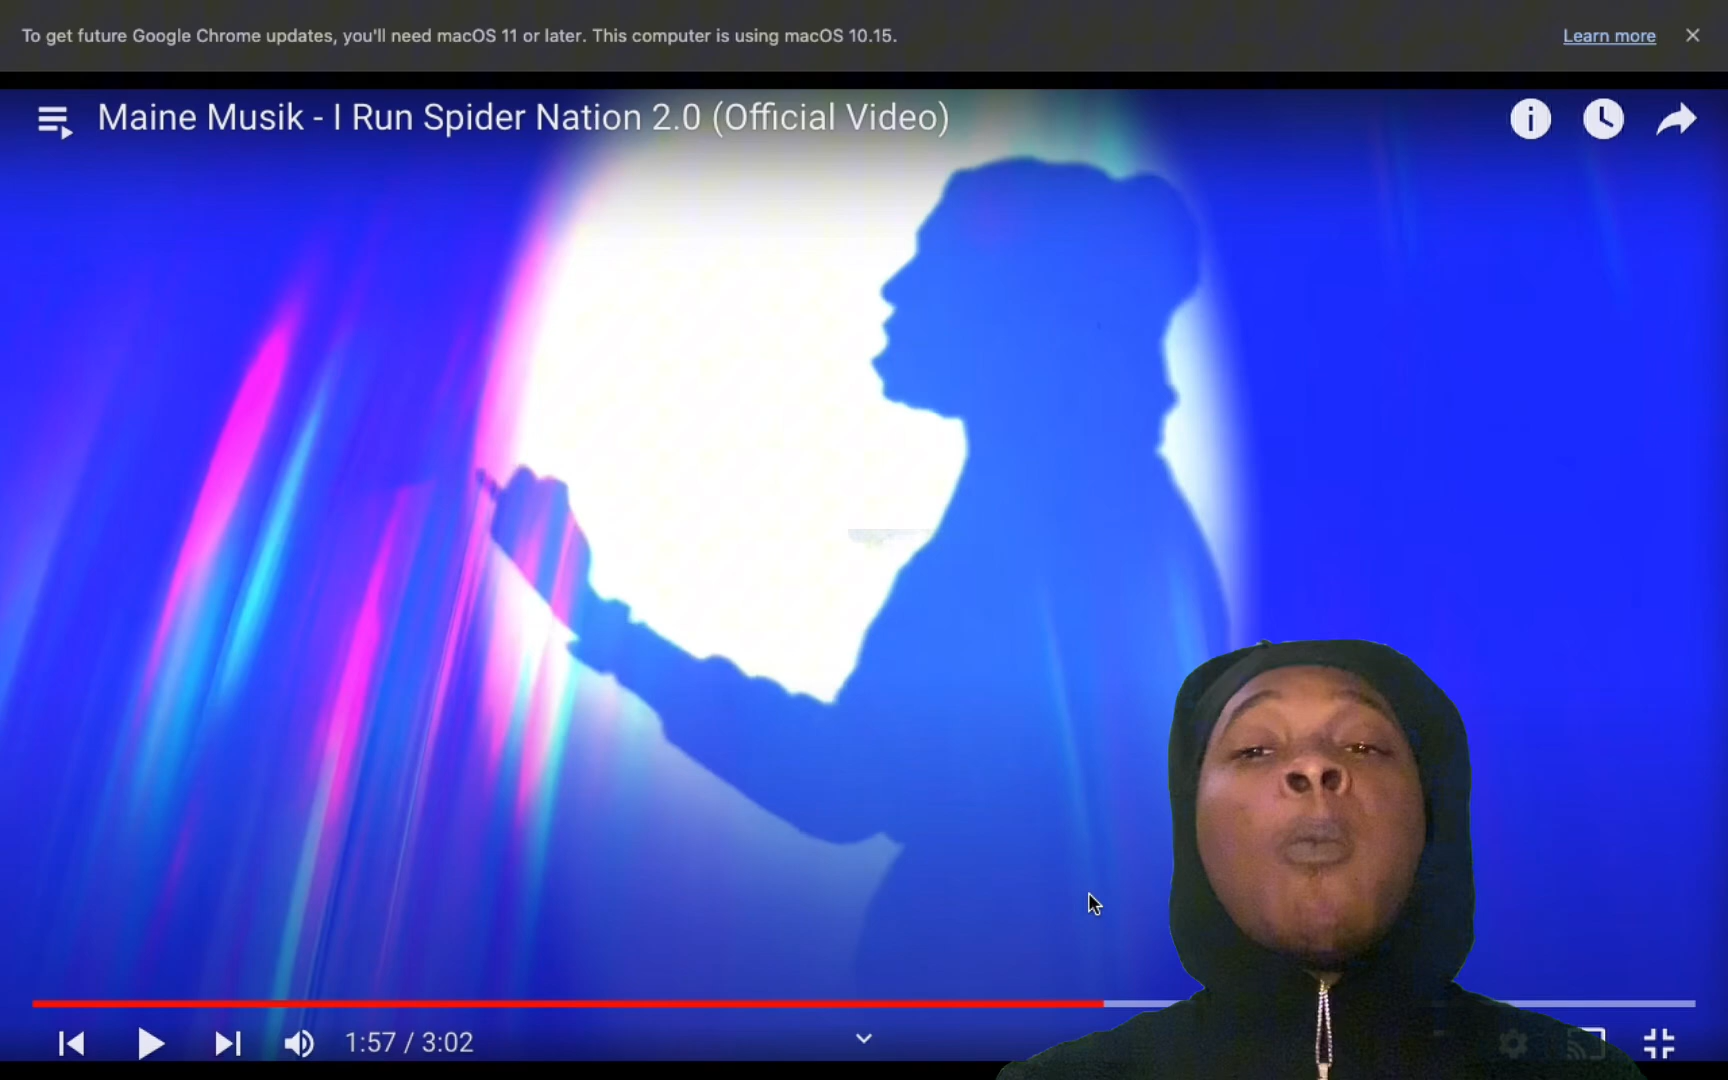 To get future Google Chrome updates, you'll need macOS 11 or later. This computer is using macOS 10.15.
Learn more
Maine Musik - I Run Spider Nation 2.0 (Official Video)
1:57 / 3:02